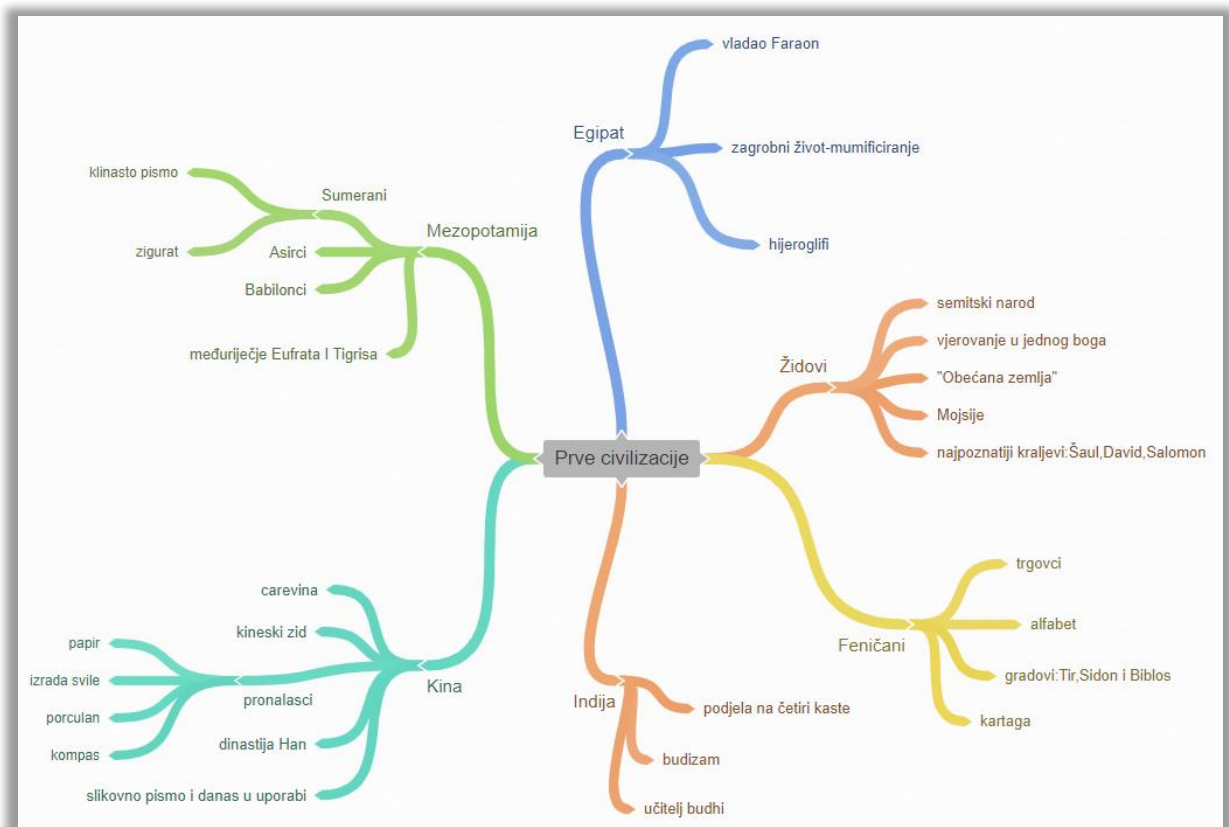 Prve civilizacije
Egipat
vladao Faraon
zagrobni život-mumificiranje
hijeroglifi
Židovi
semitski narod
vjerovanje u jednog boga
"Obećana zemlja"
Mojsije
najpoznatiji kraljevi:Šaul,David,Salomon
Feničani
trgovci
alfabet
gradovi:Tir,Sidon i Biblos
kartaga
Indija
podjela na četiri kaste
budizam
učitelj budhi
Kina
carevina
kineski zid
pronalasci
papir
izrada svile
porculan
kompas
dinastija Han
slikovno pismo i danas u uporabi
Mezopotamija
Sumerani
klinasto pismo
zigurat
Asirci
Babilonci
međuriječje Eufrata I Tigrisa